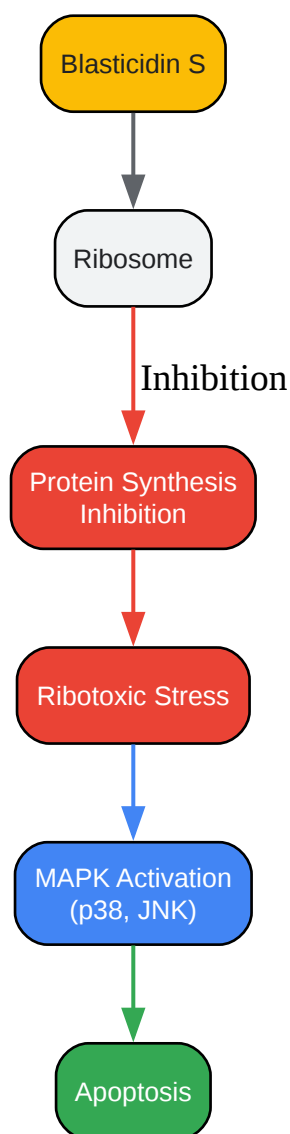 Blasticidin S
Ribosome
Inhibition
Protein Synthesis
Inhibition
Ribotoxic Stress
MAPK Activation
(p38, JNK)
Apoptosis